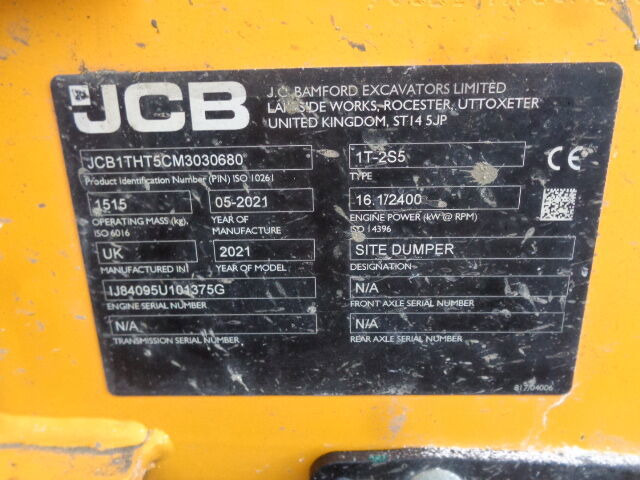 JCB
J.C. BAMFORD EXCAVATORS LIMITED
LAKESIDE WORKS, ROCESTER, UTTOXETER
UNITED KINGDOM, ST14 5JP
JCB1THT5CM3030680
Product Identification Number (PIN) ISO 10261
1T-2S5
TYPE
1515
OPERATING MASS (kg),
ISO 6016
05-2021
YEAR OF
MANUFACTURE
16.1/2400
ENGINE POWER (kW @ RPM)
ISO 14396
UK
MANUFACTURED IN
2021
YEAR OF MODEL
SITE DUMPER
DESIGNATION
IJ84095U101375G
ENGINE SERIAL NUMBER
N/A
FRONT AXLE SERIAL NUMBER
N/A
TRANSMISSION SERIAL NUMBER
N/A
REAR AXLE SERIAL NUMBER
817/04006